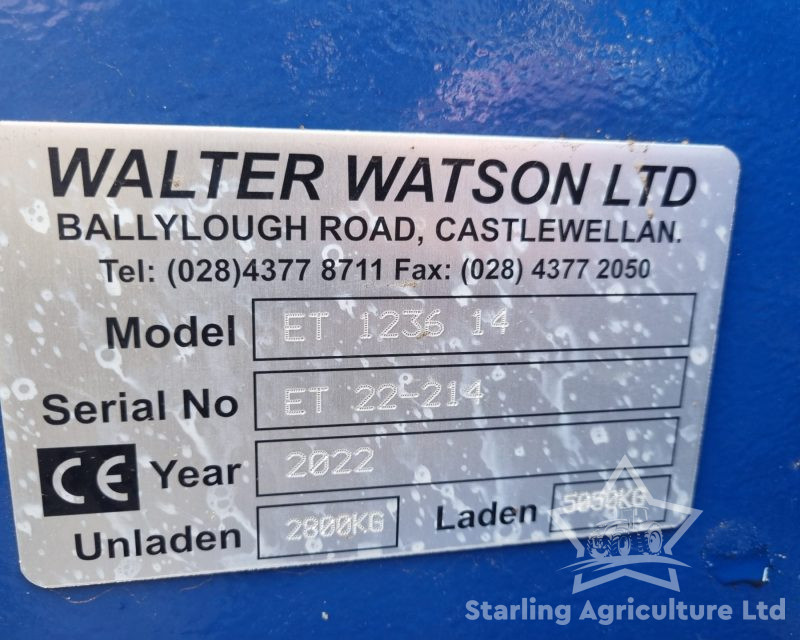 WALTER WATSON LTD
BALLYLOUGH ROAD, CASTLEWELLAN.
Tel: (028)4377 8711 Fax: (028) 4377 2050
Model ET 1236 14
Serial No ET 22-214
CE Year 2022
Unladen 2800KG Laden
Starling Agriculture Ltd